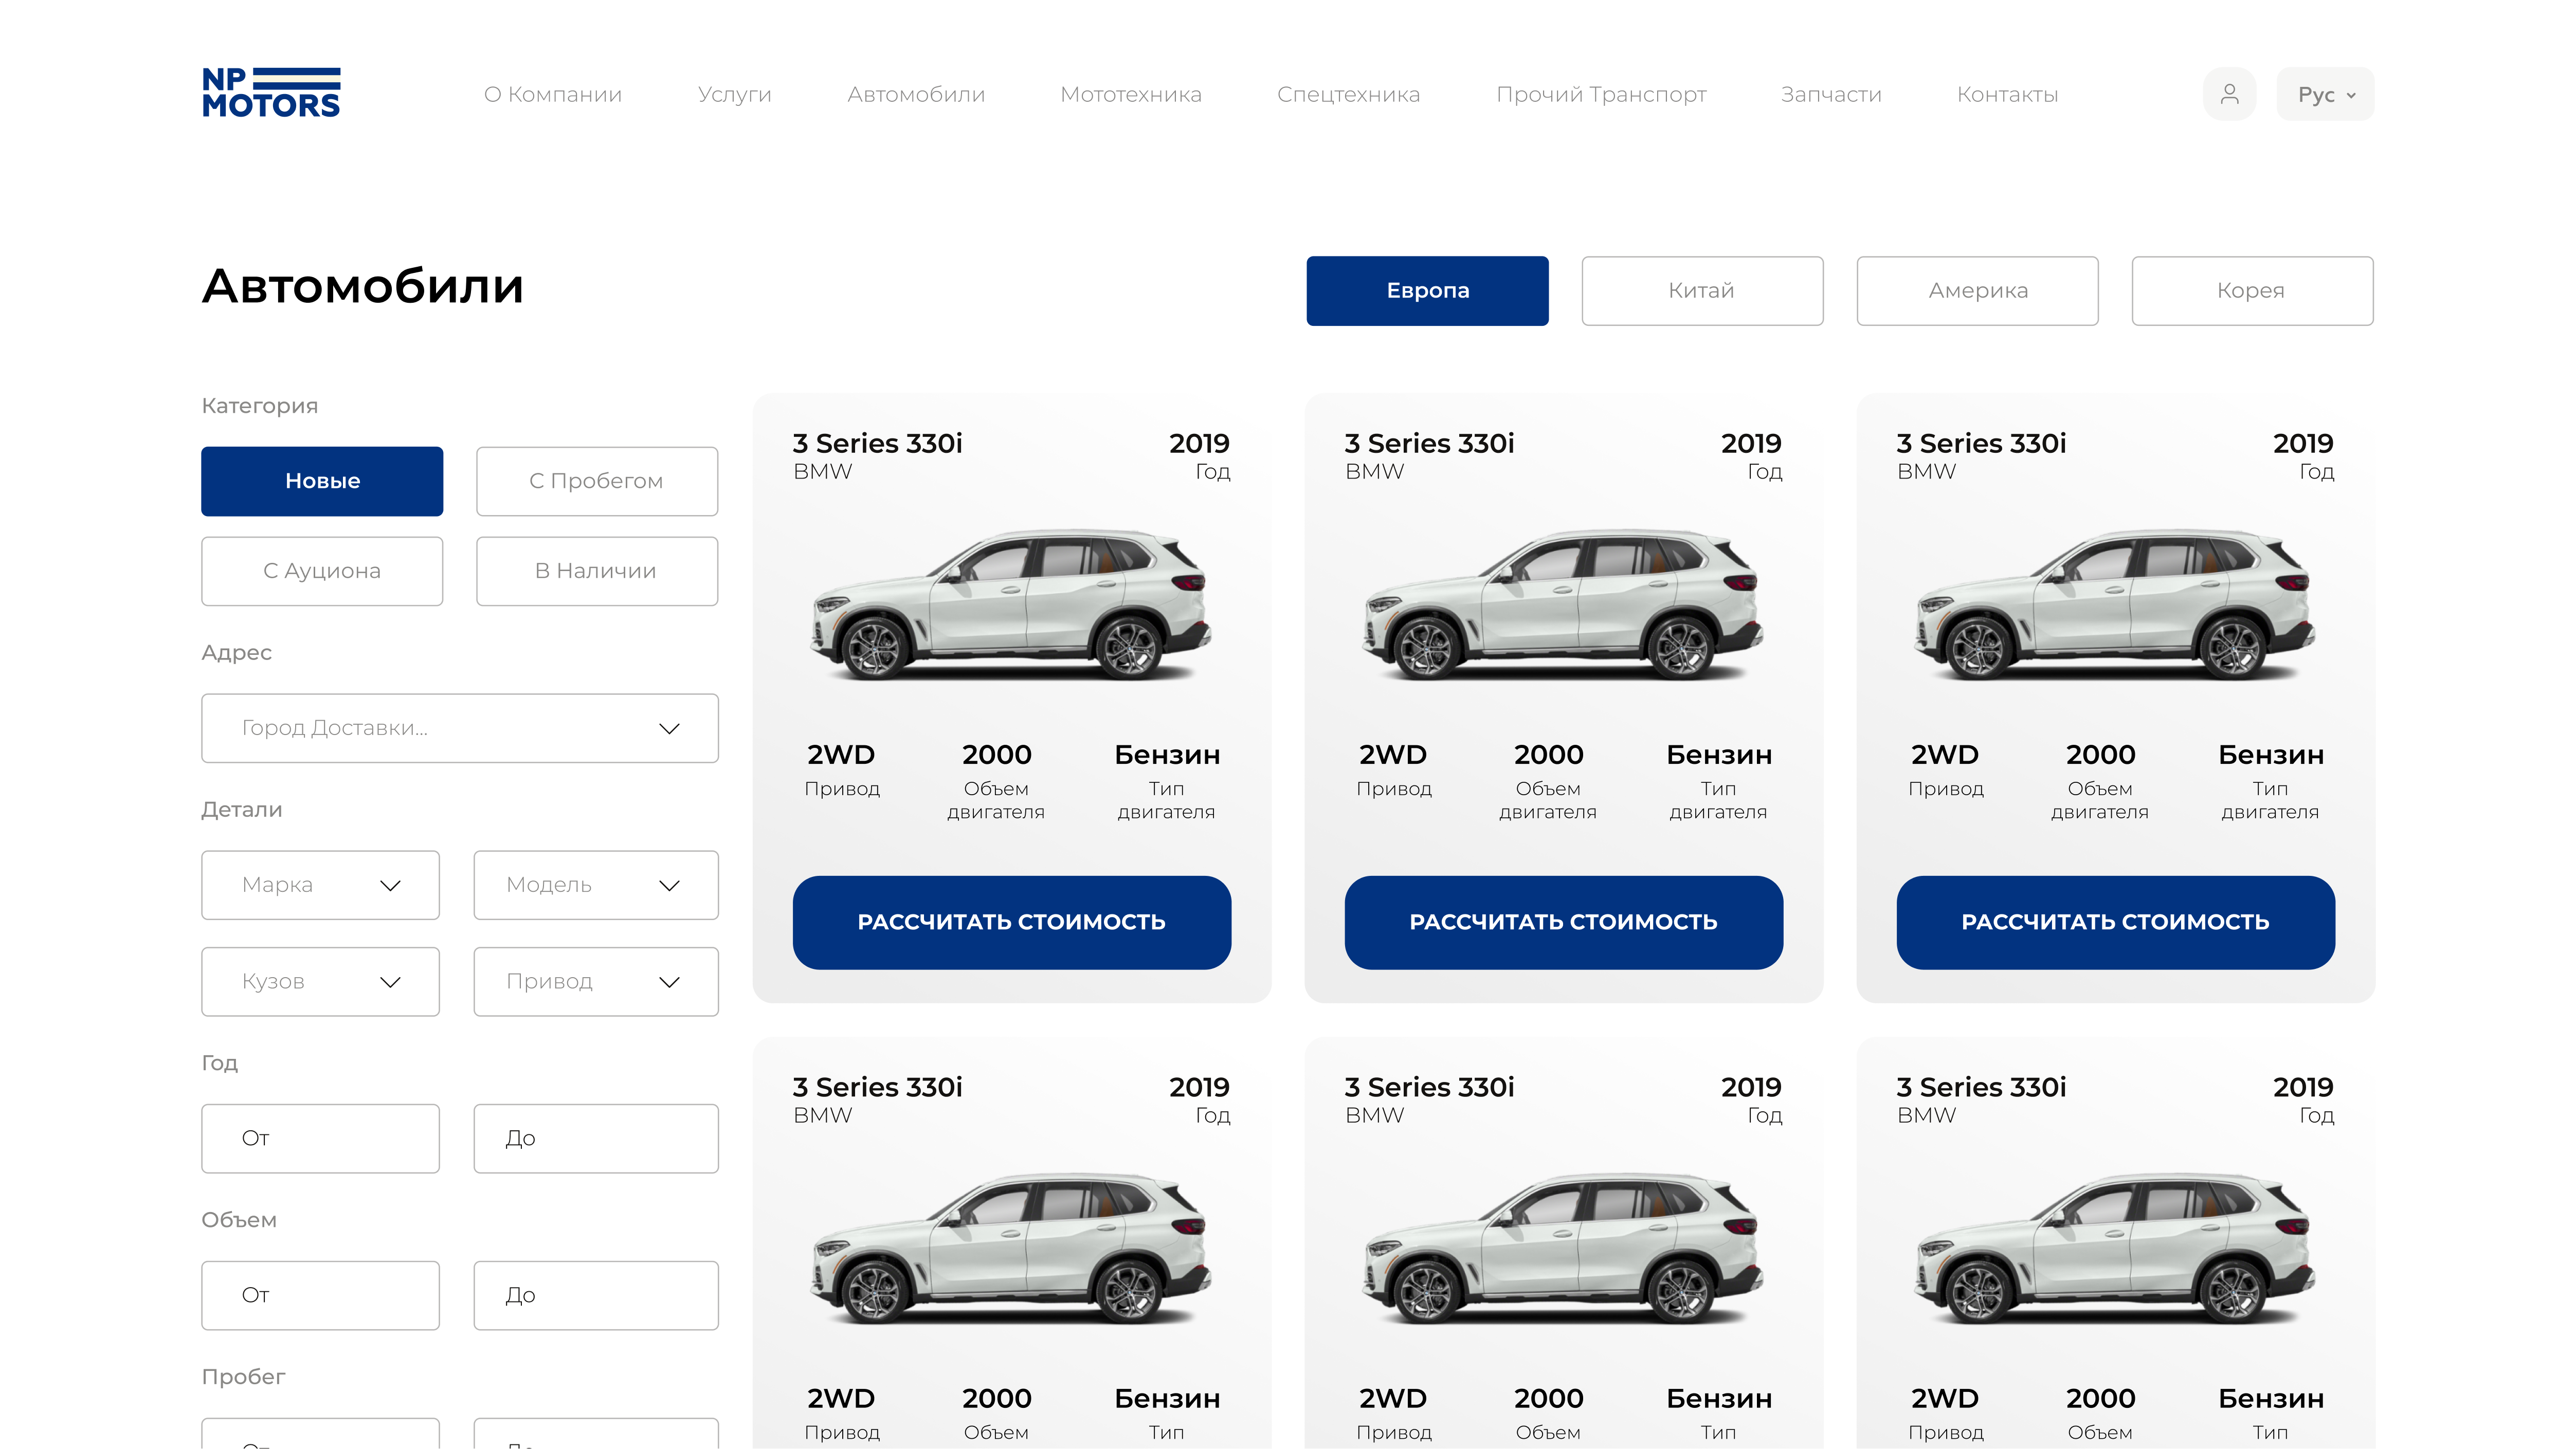 NP
MOTORS
О Компании
Услуги
Автомобили
Мототехника
Спецтехника
Прочий Транспорт
Запчасти
Контакты
Рус
Автомобили
Европа
Китай
Америка
Корея
Категория
Новые
С Пробегом
С Ауциона
В Наличии
Адрес
Город Доставки...
Детали
Марка
Модель
Кузов
Привод
Год
От
До
Объем
От
До
Пробег
3 Series 330i
2019
BMW
Год
2WD
2000
Бензин
Привод
Объем
двигателя
Тип
двигателя
РАССЧИТАТЬ СТОИМОСТЬ
3 Series 330i
2019
BMW
Год
2WD
2000
Бензин
Привод
Объем
двигателя
Тип
двигателя
РАССЧИТАТЬ СТОИМОСТЬ
3 Series 330i
2019
BMW
Год
2WD
2000
Бензин
Привод
Объем
двигателя
Тип
двигателя
РАССЧИТАТЬ СТОИМОСТЬ
3 Series 330i
2019
BMW
Год
2WD
2000
Бензин
Привод
Объем
Тип
3 Series 330i
2019
BMW
Год
2WD
2000
Бензин
Привод
Объем
Тип
3 Series 330i
2019
BMW
Год
2WD
2000
Бензин
Привод
Объем
Тип